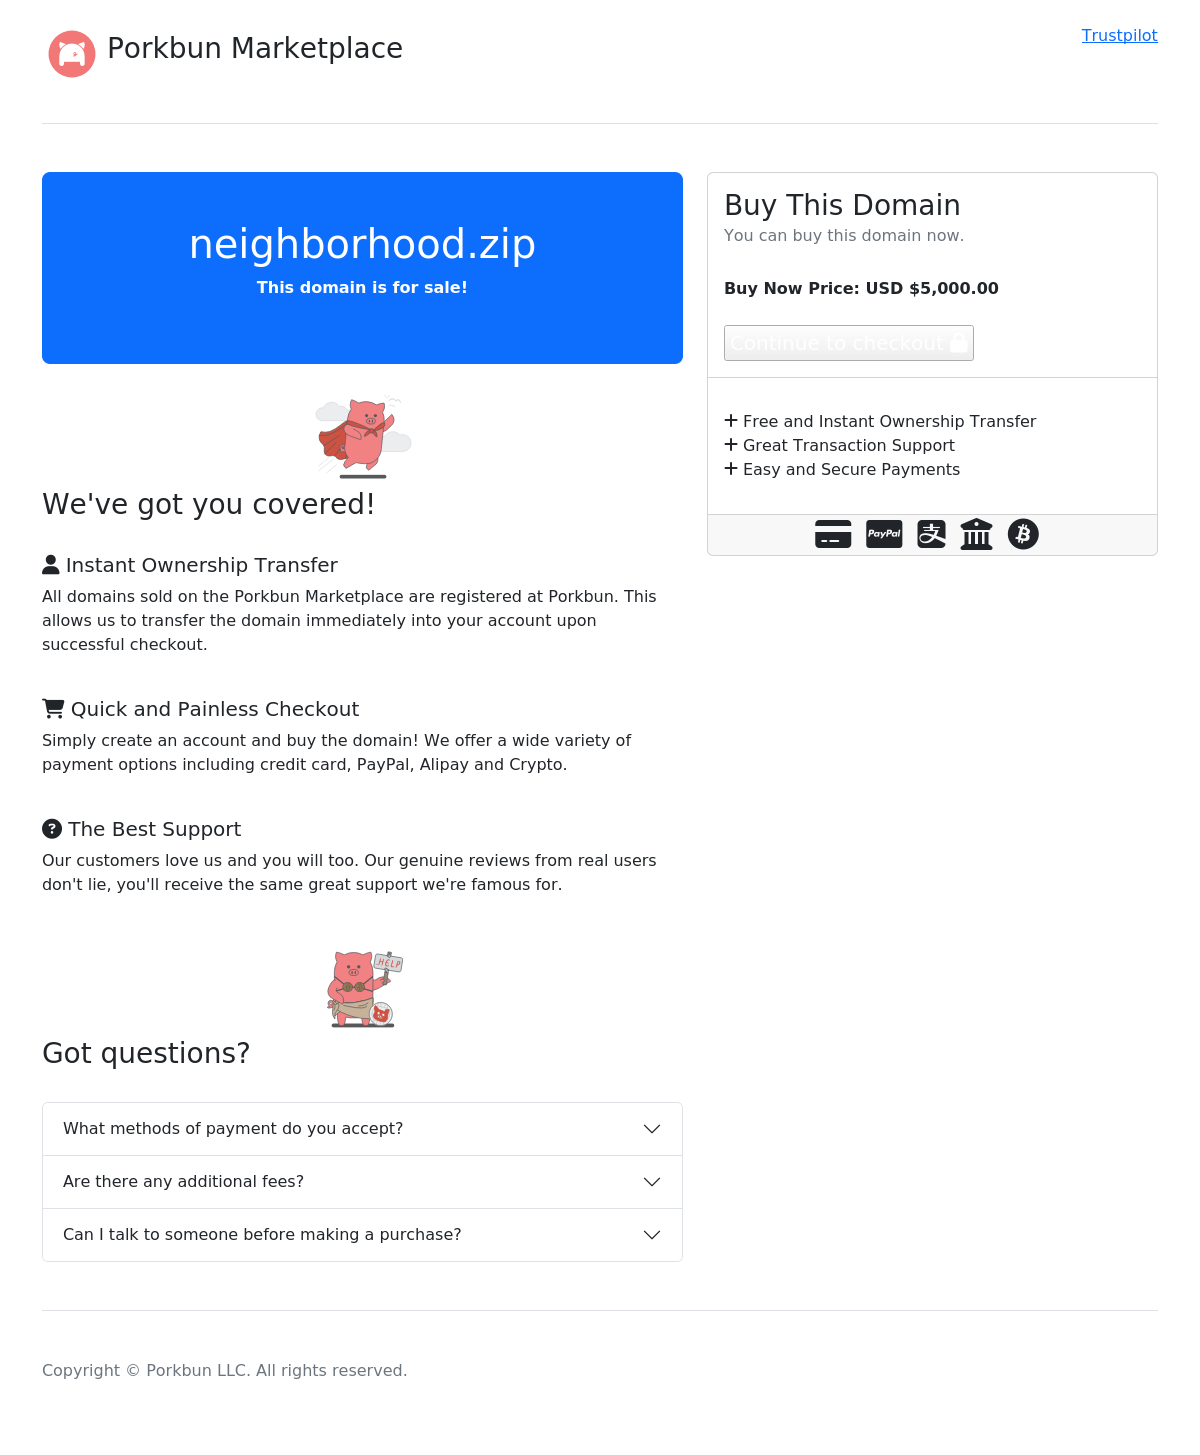 Porkbun Marketplace
Trustpilot
neighborhood.zip
This domain is for sale!
We've got you covered!
Instant Ownership Transfer
All domains sold on the Porkbun Marketplace are registered at Porkbun. This
allows us to transfer the domain immediately into your account upon
successful checkout.
Quick and Painless Checkout
Simply create an account and buy the domain! We offer a wide variety of
payment options including credit card, PayPal, Alipay and Crypto.
The Best Support
Our customers love us and you will too. Our genuine reviews from real users
don't lie, you'll receive the same great support we're famous for.
.HELP
Got questions?
What methods of payment do you accept?
Are there any additional fees?
Can I talk to someone before making a purchase?
Buy This Domain
You can buy this domain now.
Buy Now Price: USD $5,000.00
Continue to checkout
Free and Instant Ownership Transfer
Great Transaction Support
Easy and Secure Payments
PayPal
支
Copyright © Porkbun LLC. All rights reserved.